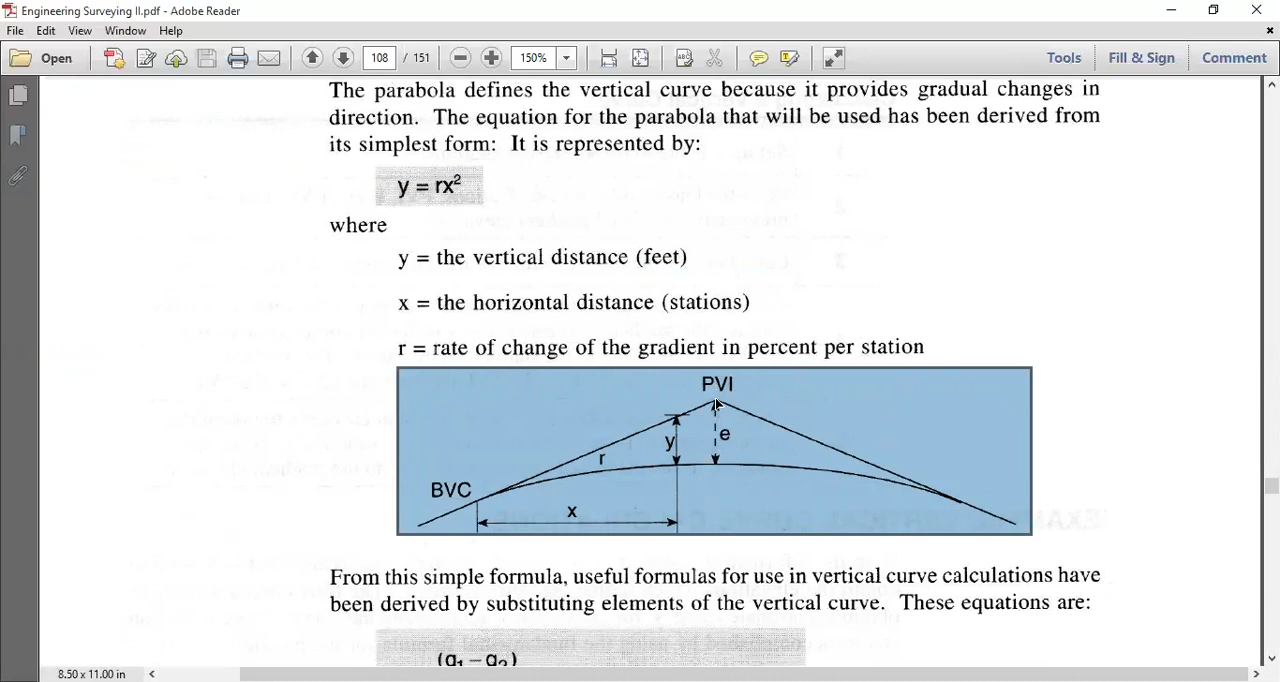 Engineering Surveying II.pdf - Adobe Reader
File Edit View Window Help
Open 108 / 151 150% Tools Fill & Sign Comment
The parabola defines the vertical curve because it provides gradual changes in
direction. The equation for the parabola that will be used has been derived from
its simplest form: It is represented by:
y = rx²
where
y = the vertical distance (feet)
x = the horizontal distance (stations)
r = rate of change of the gradient in percent per station
PVI
y e
r
BVC
x
From this simple formula, useful formulas for use in vertical curve calculations have
been derived by substituting elements of the vertical curve. These equations are:
(g₁ – g₂)
8.50 x 11.00 in